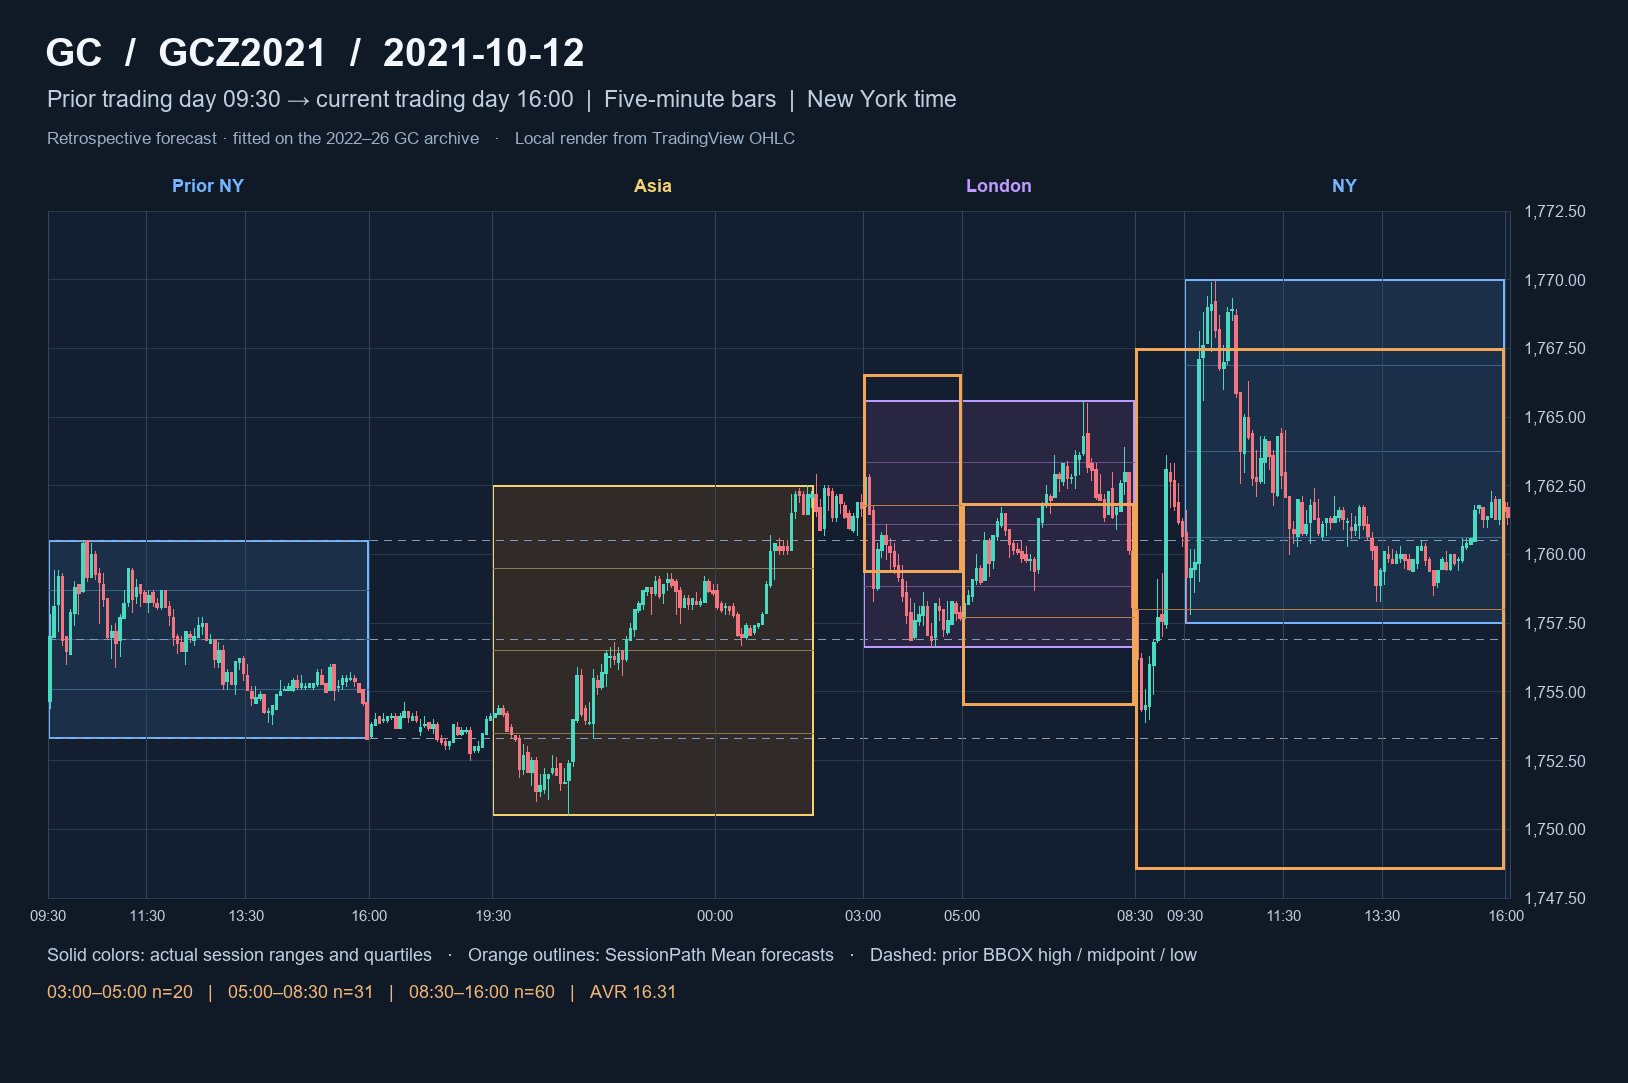 GC / GCZ2021 / 2021-10-12
Prior trading day 09:30 → current trading day 16:00 | Five-minute bars | New York time
Retrospective forecast · fitted on the 2022–26 GC archive · Local render from TradingView OHLC
Prior NY Asia London NY
1,772.50
1,770.00
1,767.50
1,765.00
1,762.50
1,760.00
1,757.50
1,755.00
1,752.50
1,750.00
1,747.50
09:30 11:30 13:30 16:00 19:30 00:00 03:00 05:00 08:30 09:30 11:30 13:30 16:00
Solid colors: actual session ranges and quartiles · Orange outlines: SessionPath Mean forecasts · Dashed: prior BBOX high / midpoint / low
03:00–05:00 n=20 | 05:00–08:30 n=31 | 08:30–16:00 n=60 | AVR 16.31